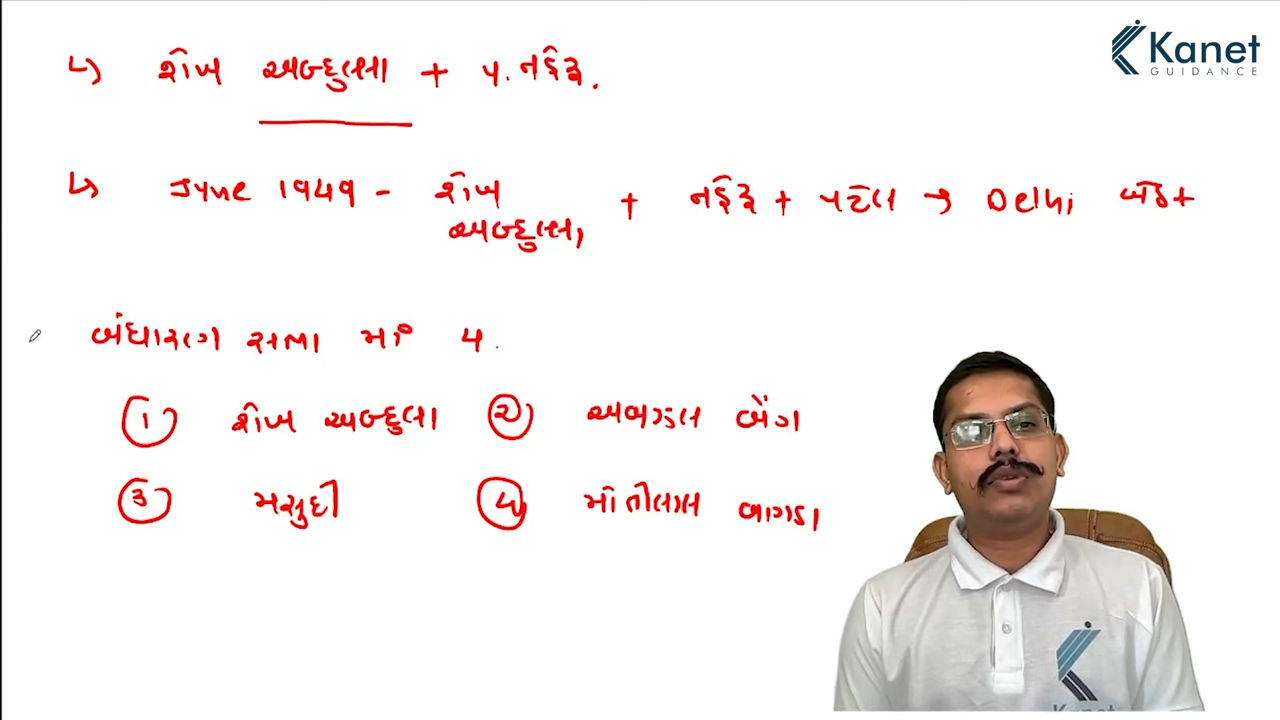 Kanet
GUIDANCE
↳ શેખ અબ્દુલ્લા + પં. નહેરૂ.
↳ June 1949 - શેખ અબ્દુલ્લા, + નહેરૂ + પટેલ → Delhi બેઠક
બંધારણ સભા માં ૪.
① શેખ અબ્દુલા ② અફઝલ બેગ
③ મસુદી ④ મોતીલાલ બાગડા